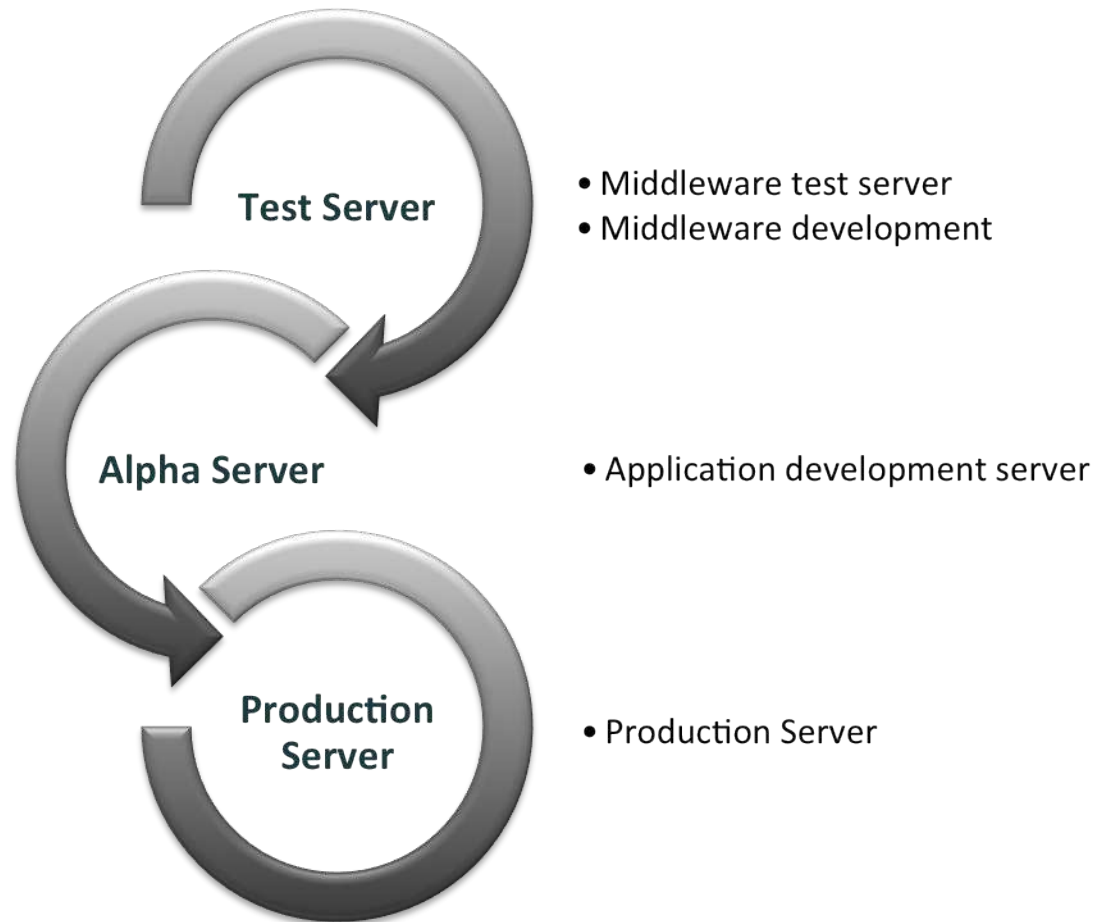 Test Server
• Middleware test server
• Middleware development
Alpha Server
• Application development server
Production
Server
• Production Server